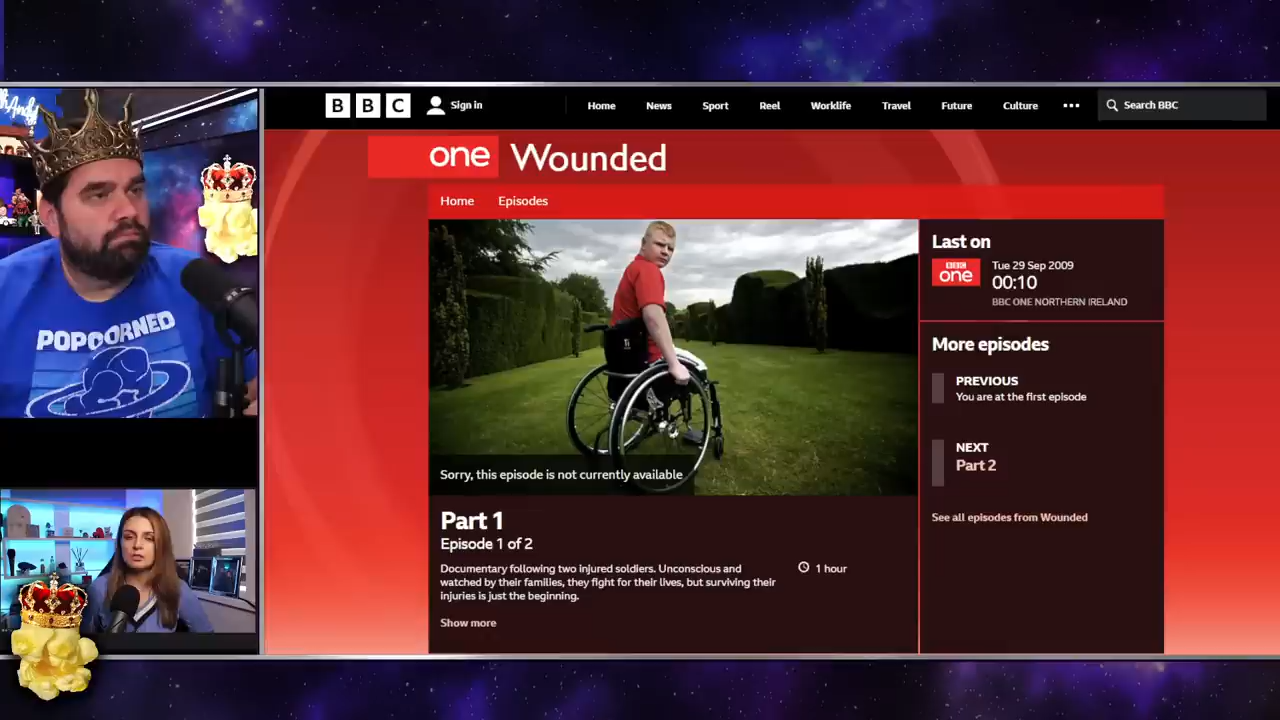 BBC
Sign in
Home
News
Sport
Reel
Worklife
Travel
Future
Culture
Search BBC
one Wounded
Home
Episodes
Sorry, this episode is not currently available
Part 1
Episode 1 of 2
Documentary following two injured soldiers. Unconscious and
watched by their families, they fight for their lives, but surviving their
injuries is just the beginning.
1 hour
Show more
Last on
BBC one
Tue 29 Sep 2009
00:10
BBC ONE NORTHERN IRELAND
More episodes
PREVIOUS
You are at the first episode
NEXT
Part 2
See all episodes from Wounded
Andy
POPCORNED